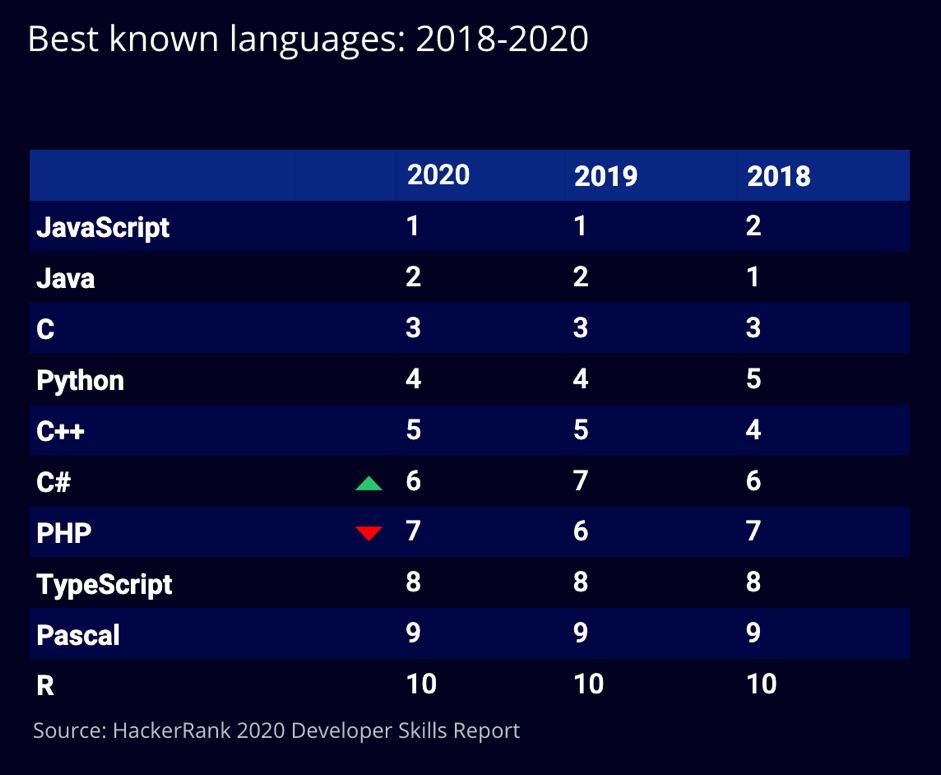 Best known languages: 2018-2020
2020 2019 2018
JavaScript 1 1 2
Java 2 2 1
C 3 3 3
Python 4 4 5
C++ 5 5 4
C# 6 7 6
PHP 7 6 7
TypeScript 8 8 8
Pascal 9 9 9
R 10 10 10
Source: HackerRank 2020 Developer Skills Report